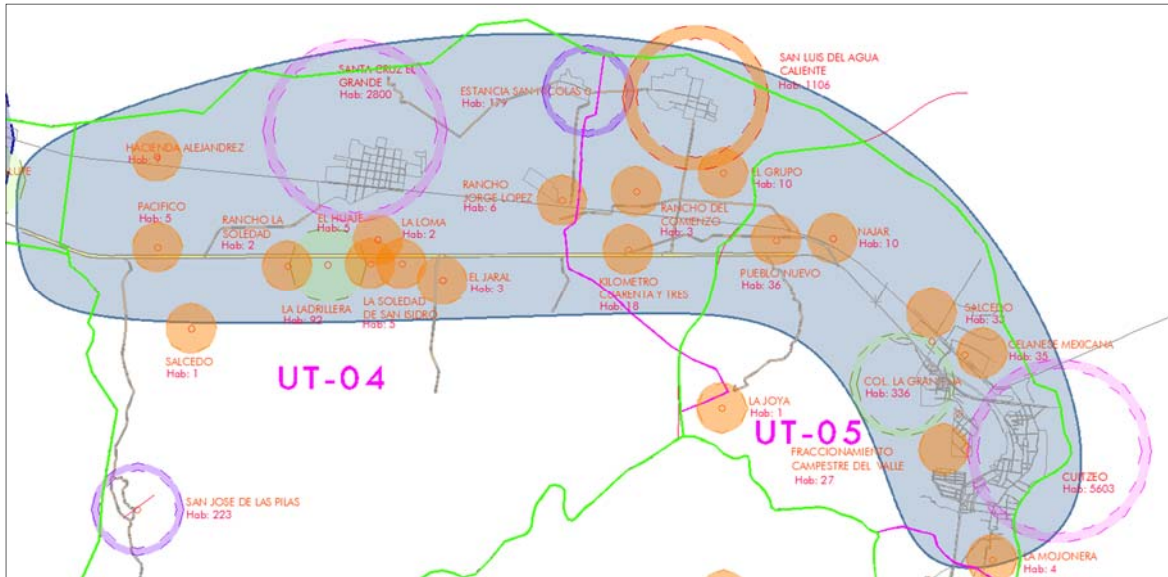 SANTA CRUZ EL
GRANDE
Hab: 2800
SAN LUIS DEL AGUA
CALIENTE
Hab: 1106
ESTANCIA SAN NICOLAS
Hab: 179
HACIENDA ALEJANDREZ
Hab:
PACIFICO
Hab: 5
RANCHO LA
SOLEDAD
Hab: 2
EL HUAJE
Hab: 5
LA LOMA
Hab: 2
RANCHO
JORGE LOPEZ
Hab: 6
EL GRUPO
Hab: 10
RANCHO DEL
COMIENZO
Hab: 3
NAJAR
Hab: 10
PUEBLO NUEVO
Hab: 36
EL JARAL
Hab: 3
KILOMETRO
CUARENTA Y TRES
Hab: 18
LA LADRILLERA
Hab: 92
LA SOLEDAD
DE SAN ISIDRO
Hab: 5
SALCEDO
Hab: 1
SALCEDO
Hab: 33
CELANESE MEXICANA
Hab: 35
UT-04
COL. LA
Hab: 336
LA JOYA
Hab: 1
UT-05
FRACCIONAMIENTO
CAMPESTRE DEL VALLE
Hab: 27
CUITZEO
Hab: 5603
SAN JOSE DE LAS PILAS
Hab: 223
LA MOJONERA
Hab: 4